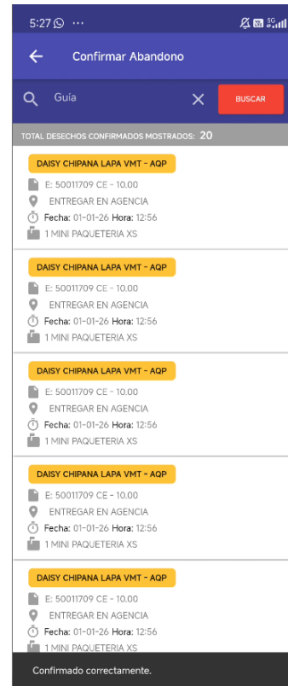 5:27
3G
Confirmar Abandono
Guía
BUSCAR
TOTAL DESECHOS CONFIRMADOS MOSTRADOS: 20
DAISY CHIPANA LAPA VMT - AQP
E: 50011709 CE - 10.00
ENTREGAR EN AGENCIA
Fecha: 01-01-26 Hora: 12:56
1 MINI PAQUETERIA XS
DAISY CHIPANA LAPA VMT - AQP
E: 50011709 CE - 10.00
ENTREGAR EN AGENCIA
Fecha: 01-01-26 Hora: 12:56
1 MINI PAQUETERIA XS
DAISY CHIPANA LAPA VMT - AQP
E: 50011709 CE - 10.00
ENTREGAR EN AGENCIA
Fecha: 01-01-26 Hora: 12:56
1 MINI PAQUETERIA XS
DAISY CHIPANA LAPA VMT - AQP
E: 50011709 CE - 10.00
ENTREGAR EN AGENCIA
Fecha: 01-01-26 Hora: 12:56
1 MINI PAQUETERIA XS
DAISY CHIPANA LAPA VMT - AQP
E: 50011709 CE - 10.00
ENTREGAR EN AGENCIA
Fecha: 01-01-26 Hora: 12:56
1 MINI PAQUETERIA XS
Confirmado correctamente.